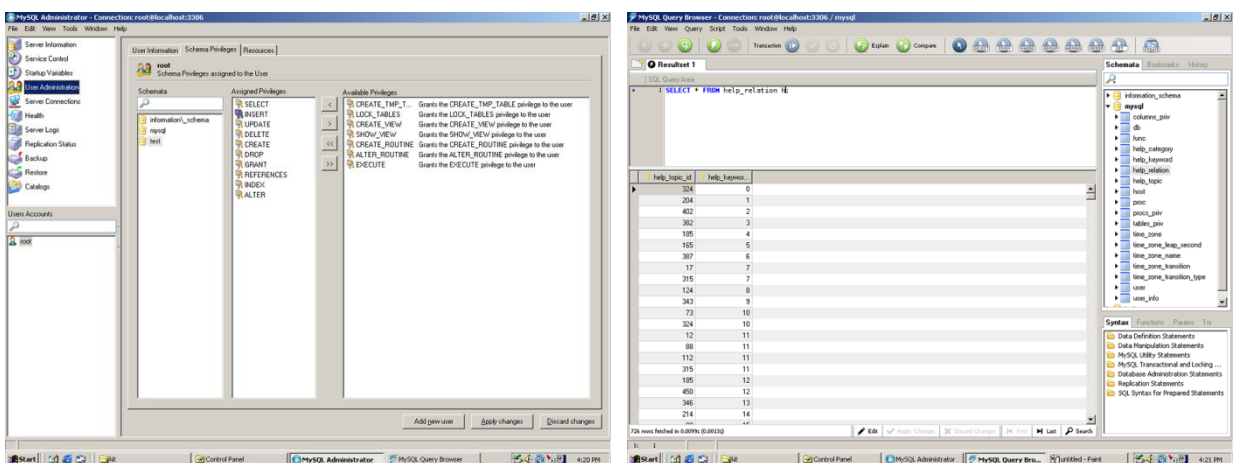 MySQL Administrator - Connection: root@localhost:3306
File Edit View Tools Window Help
Server Information
Service Control
Startup Variables
User Administration
Server Connections
Health
Server Logs
Replication Status
Backup
Restore
Catalogs
Users Accounts
root
User Information Schema Privileges Resources
root
Schema Privileges assigned to the User
Schemata
information\_schema
mysql
test
Assigned Privileges
SELECT
INSERT
UPDATE
DELETE
CREATE
DROP
GRANT
REFERENCES
INDEX
ALTER
<
>
<<
>>
Available Privileges
CREATE_TMP_T... Grants the CREATE_TMP_TABLE privilege to the user
LOCK_TABLES Grants the LOCK_TABLES privilege to the user
CREATE_VIEW Grants the CREATE_VIEW privilege to the user
SHOW_VIEW Grants the SHOW_VIEW privilege to the user
CREATE_ROUTINE Grants the CREATE_ROUTINE privilege to the user
ALTER_ROUTINE Grants the ALTER_ROUTINE privilege to the user
EXECUTE Grants the EXECUTE privilege to the user
Add new user Apply changes Discard changes
Start Control Panel MySQL Administrator MySQL Query Browser 4:20 PM
MySQL Query Browser - Connection: root@localhost:3306 / mysql
File Edit View Query Script Tools Window Help
Transaction Explain Compare
Resultset 1
SQL Query Area
1 SELECT * FROM help_relation h;
help_topic_id help_keywor...
324 0
204 1
402 2
382 3
185 4
165 5
387 6
17 7
315 7
124 8
343 9
73 10
324 10
12 11
88 11
112 11
315 11
185 12
450 12
346 13
214 14
726 rows fetched in 0.0099s (0.0013s)
Edit Apply Changes Discard Changes First Last Search
Schemata Bookmarks History
information_schema
mysql
columns_priv
db
func
help_category
help_keyword
help_relation
help_topic
host
proc
procs_priv
tables_priv
time_zone
time_zone_leap_second
time_zone_name
time_zone_transition
time_zone_transition_type
user
user_info
Syntax Functions Params Trx
Data Definition Statements
Data Manipulation Statements
MySQL Utility Statements
MySQL Transactional and Locking ...
Database Administration Statements
Replication Statements
SQL Syntax for Prepared Statements
1: 1
Start Control Panel MySQL Administrator MySQL Query Bro... untitled - Paint 4:21 PM